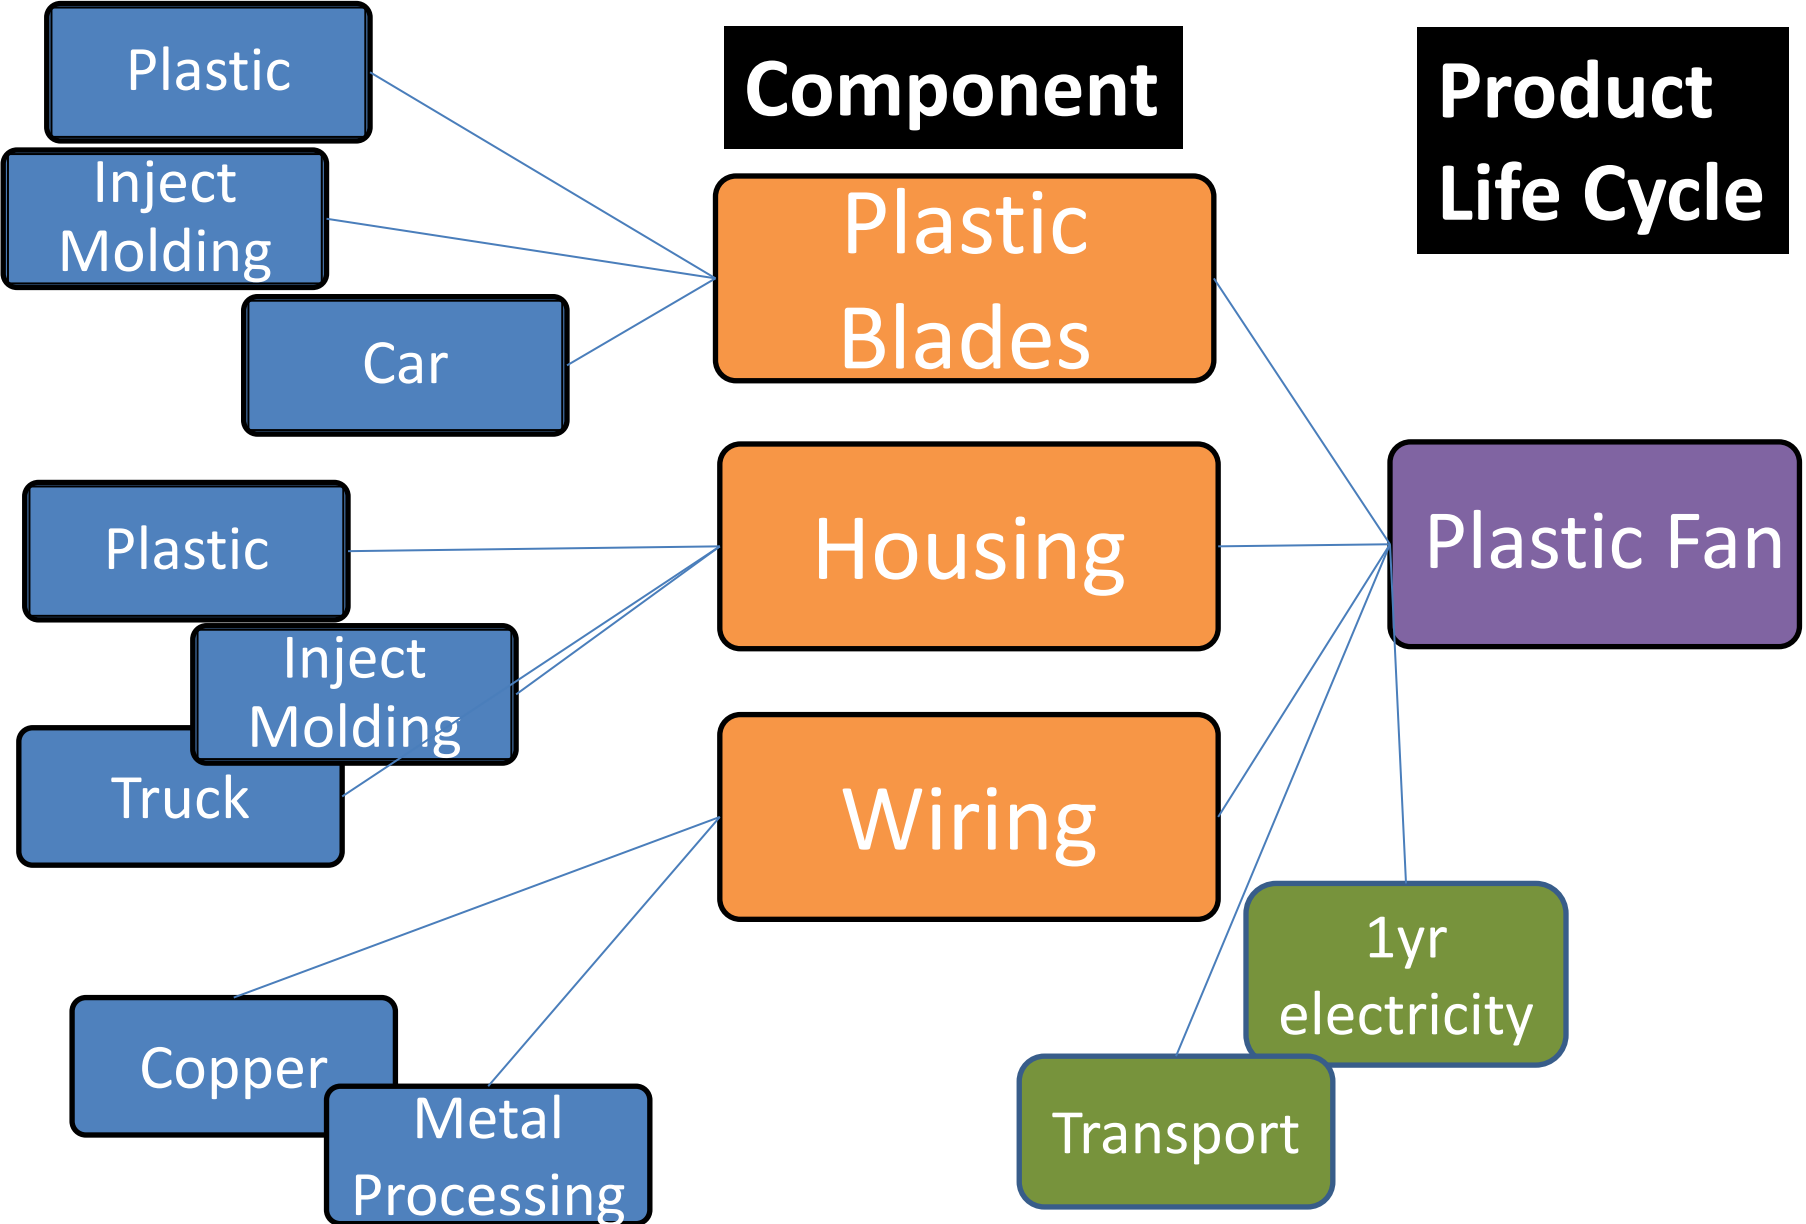 Plastic
Inject
Molding
Car
Plastic
Inject
Molding
Truck
Copper
Metal
Processing
Component
Plastic
Blades
Housing
Wiring
Product
Life Cycle
Plastic Fan
1yr
electricity
Transport